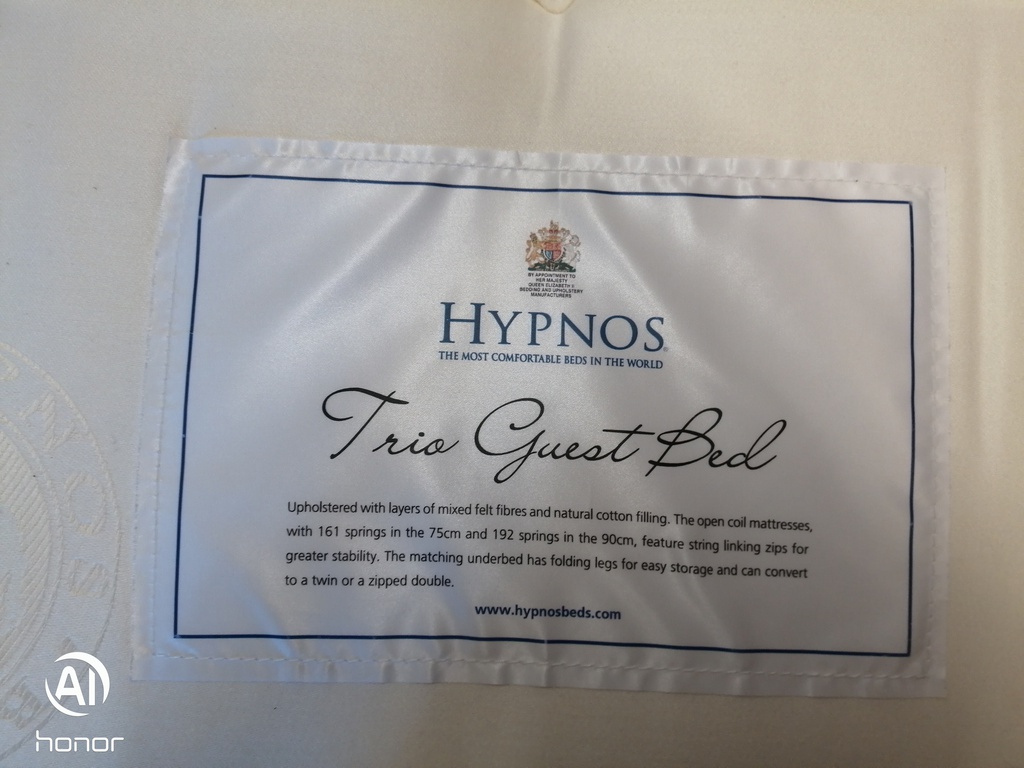 BY APPOINTMENT TO
HER MAJESTY
QUEEN ELIZABETH II
BEDDING AND UPHOLSTERY
MANUFACTURERS
HYPNOS
THE MOST COMFORTABLE BEDS IN THE WORLD
Trio Guest Bed
Upholstered with layers of mixed felt fibres and natural cotton filling. The open coil mattresses,
with 161 springs in the 75cm and 192 springs in the 90cm, feature string linking zips for
greater stability. The matching underbed has folding legs for easy storage and can convert
to a twin or a zipped double.
www.hypnosbeds.com
AI
honor